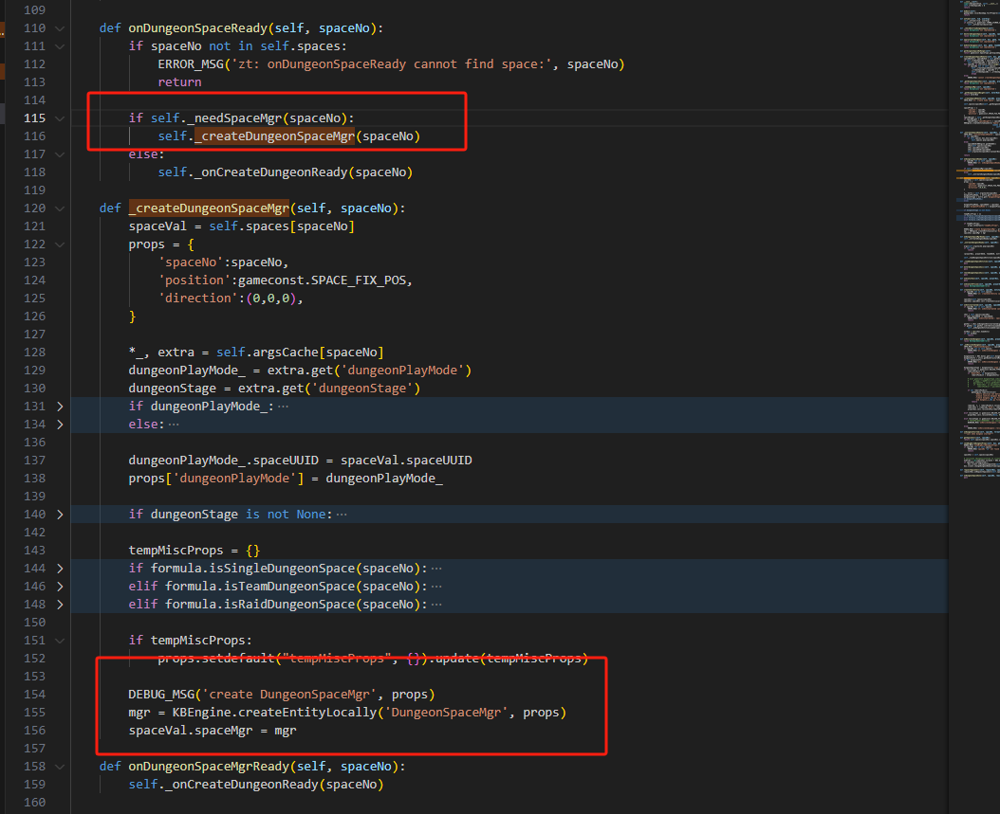 109
110 def onDungeonSpaceReady(self, spaceNo):
111 if spaceNo not in self.spaces:
112 ERROR_MSG('zt: onDungeonSpaceReady cannot find space:', spaceNo)
113 return
114
115 if self._needSpaceMgr(spaceNo):
116 self._createDungeonSpaceMgr(spaceNo)
117 else:
118 self._onCreateDungeonReady(spaceNo)
119
120 def _createDungeonSpaceMgr(self, spaceNo):
121 spaceVal = self.spaces[spaceNo]
122 props = {
123 'spaceNo':spaceNo,
124 'position':gameconst.SPACE_FIX_POS,
125 'direction':(0,0,0),
126 }
127
128 *_, extra = self.argsCache[spaceNo]
129 dungeonPlayMode_ = extra.get('dungeonPlayMode')
130 dungeonStage = extra.get('dungeonStage')
131 if dungeonPlayMode_: ···
134 else: ···
136
137 dungeonPlayMode_.spaceUUID = spaceVal.spaceUUID
138 props['dungeonPlayMode'] = dungeonPlayMode_
139
140 if dungeonStage is not None: ···
142
143 tempMiscProps = {}
144 if formula.isSingleDungeonSpace(spaceNo): ···
146 elif formula.isTeamDungeonSpace(spaceNo): ···
148 elif formula.isRaidDungeonSpace(spaceNo): ···
150
151 if tempMiscProps:
152 props.setdefault("tempMiscProps", {}).update(tempMiscProps)
153
154 DEBUG_MSG('create DungeonSpaceMgr', props)
155 mgr = KBEngine.createEntityLocally('DungeonSpaceMgr', props)
156 spaceVal.spaceMgr = mgr
157
158 def onDungeonSpaceMgrReady(self, spaceNo):
159 self._onCreateDungeonReady(spaceNo)
160